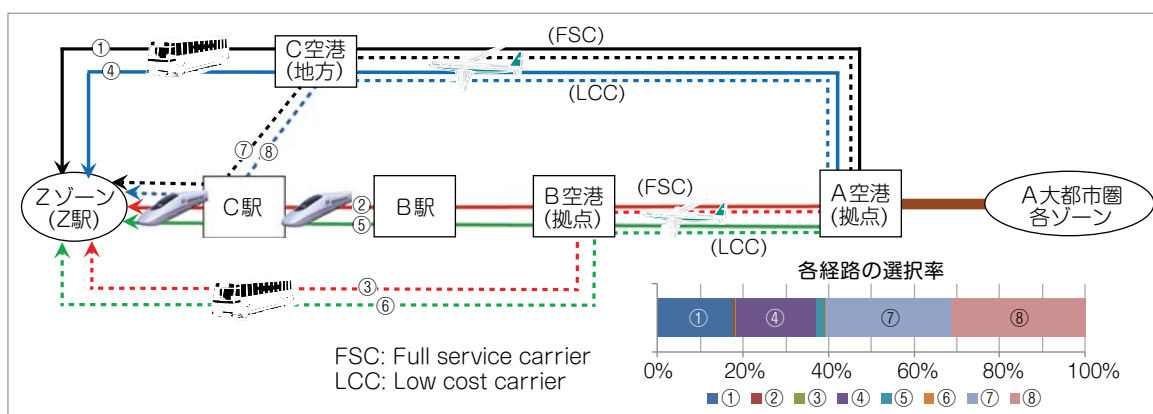 ①
④
C空港
(地方)
(FSC)
(LCC)
⑦
⑧
Zゾーン
(Z駅)
C駅
②
⑤
B駅
B空港
(拠点)
(FSC)
(LCC)
A空港
(拠点)
A大都市圏
各ゾーン
③
⑥
FSC: Full service carrier
LCC: Low cost carrier
各経路の選択率
① ④ ⑦ ⑧
0% 20% 40% 60% 80% 100%
① ② ③ ④ ⑤ ⑥ ⑦ ⑧